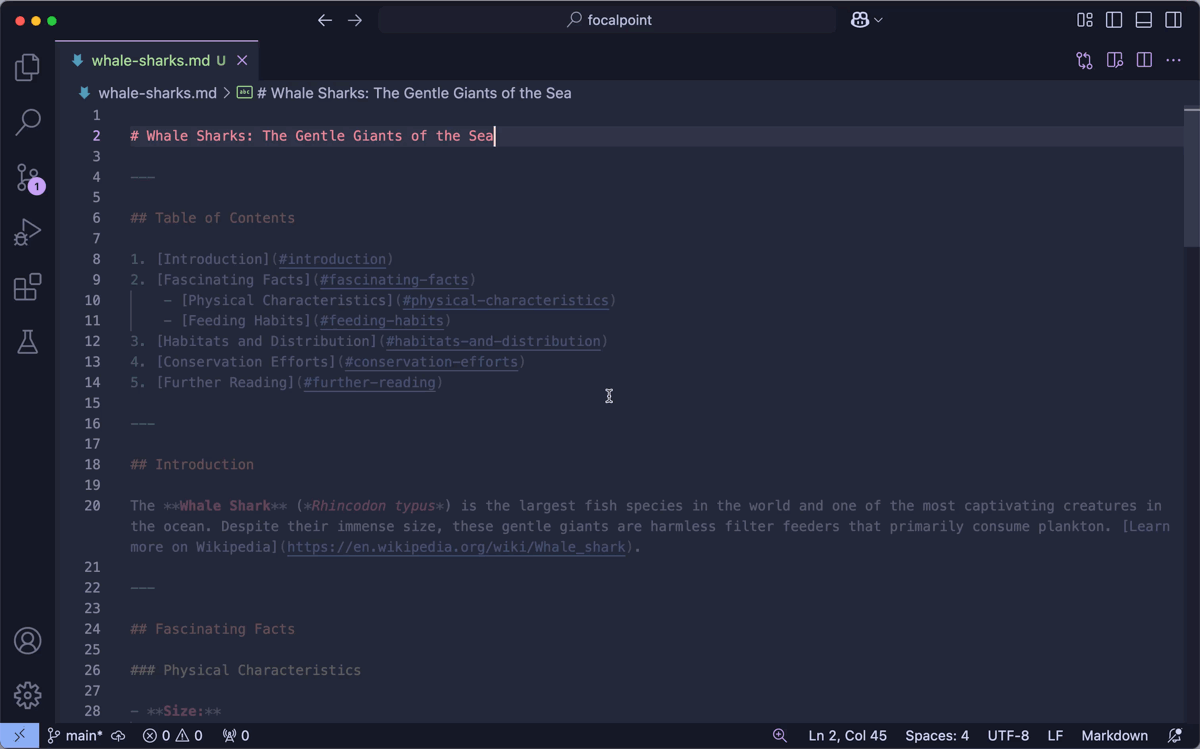 focalpoint
whale-sharks.md U
whale-sharks.md > # Whale Sharks: The Gentle Giants of the Sea
1
2 # Whale Sharks: The Gentle Giants of the Sea
3
4 ---
5
6 ## Table of Contents
7
8 1. [Introduction](#introduction)
9 2. [Fascinating Facts](#fascinating-facts)
10 - [Physical Characteristics](#physical-characteristics)
11 - [Feeding Habits](#feeding-habits)
12 3. [Habitats and Distribution](#habitats-and-distribution)
13 4. [Conservation Efforts](#conservation-efforts)
14 5. [Further Reading](#further-reading)
15
16 ---
17
18 ## Introduction
19
20 The **Whale Shark** (*Rhincodon typus*) is the largest fish species in the world and one of the most captivating creatures in
the ocean. Despite their immense size, these gentle giants are harmless filter feeders that primarily consume plankton. [Learn
more on Wikipedia](https://en.wikipedia.org/wiki/Whale_shark).
21
22 ---
23
24 ## Fascinating Facts
25
26 ### Physical Characteristics
27
28 - **Size:**
1
main* 0 0 0 Ln 2, Col 45 Spaces: 4 UTF-8 LF Markdown